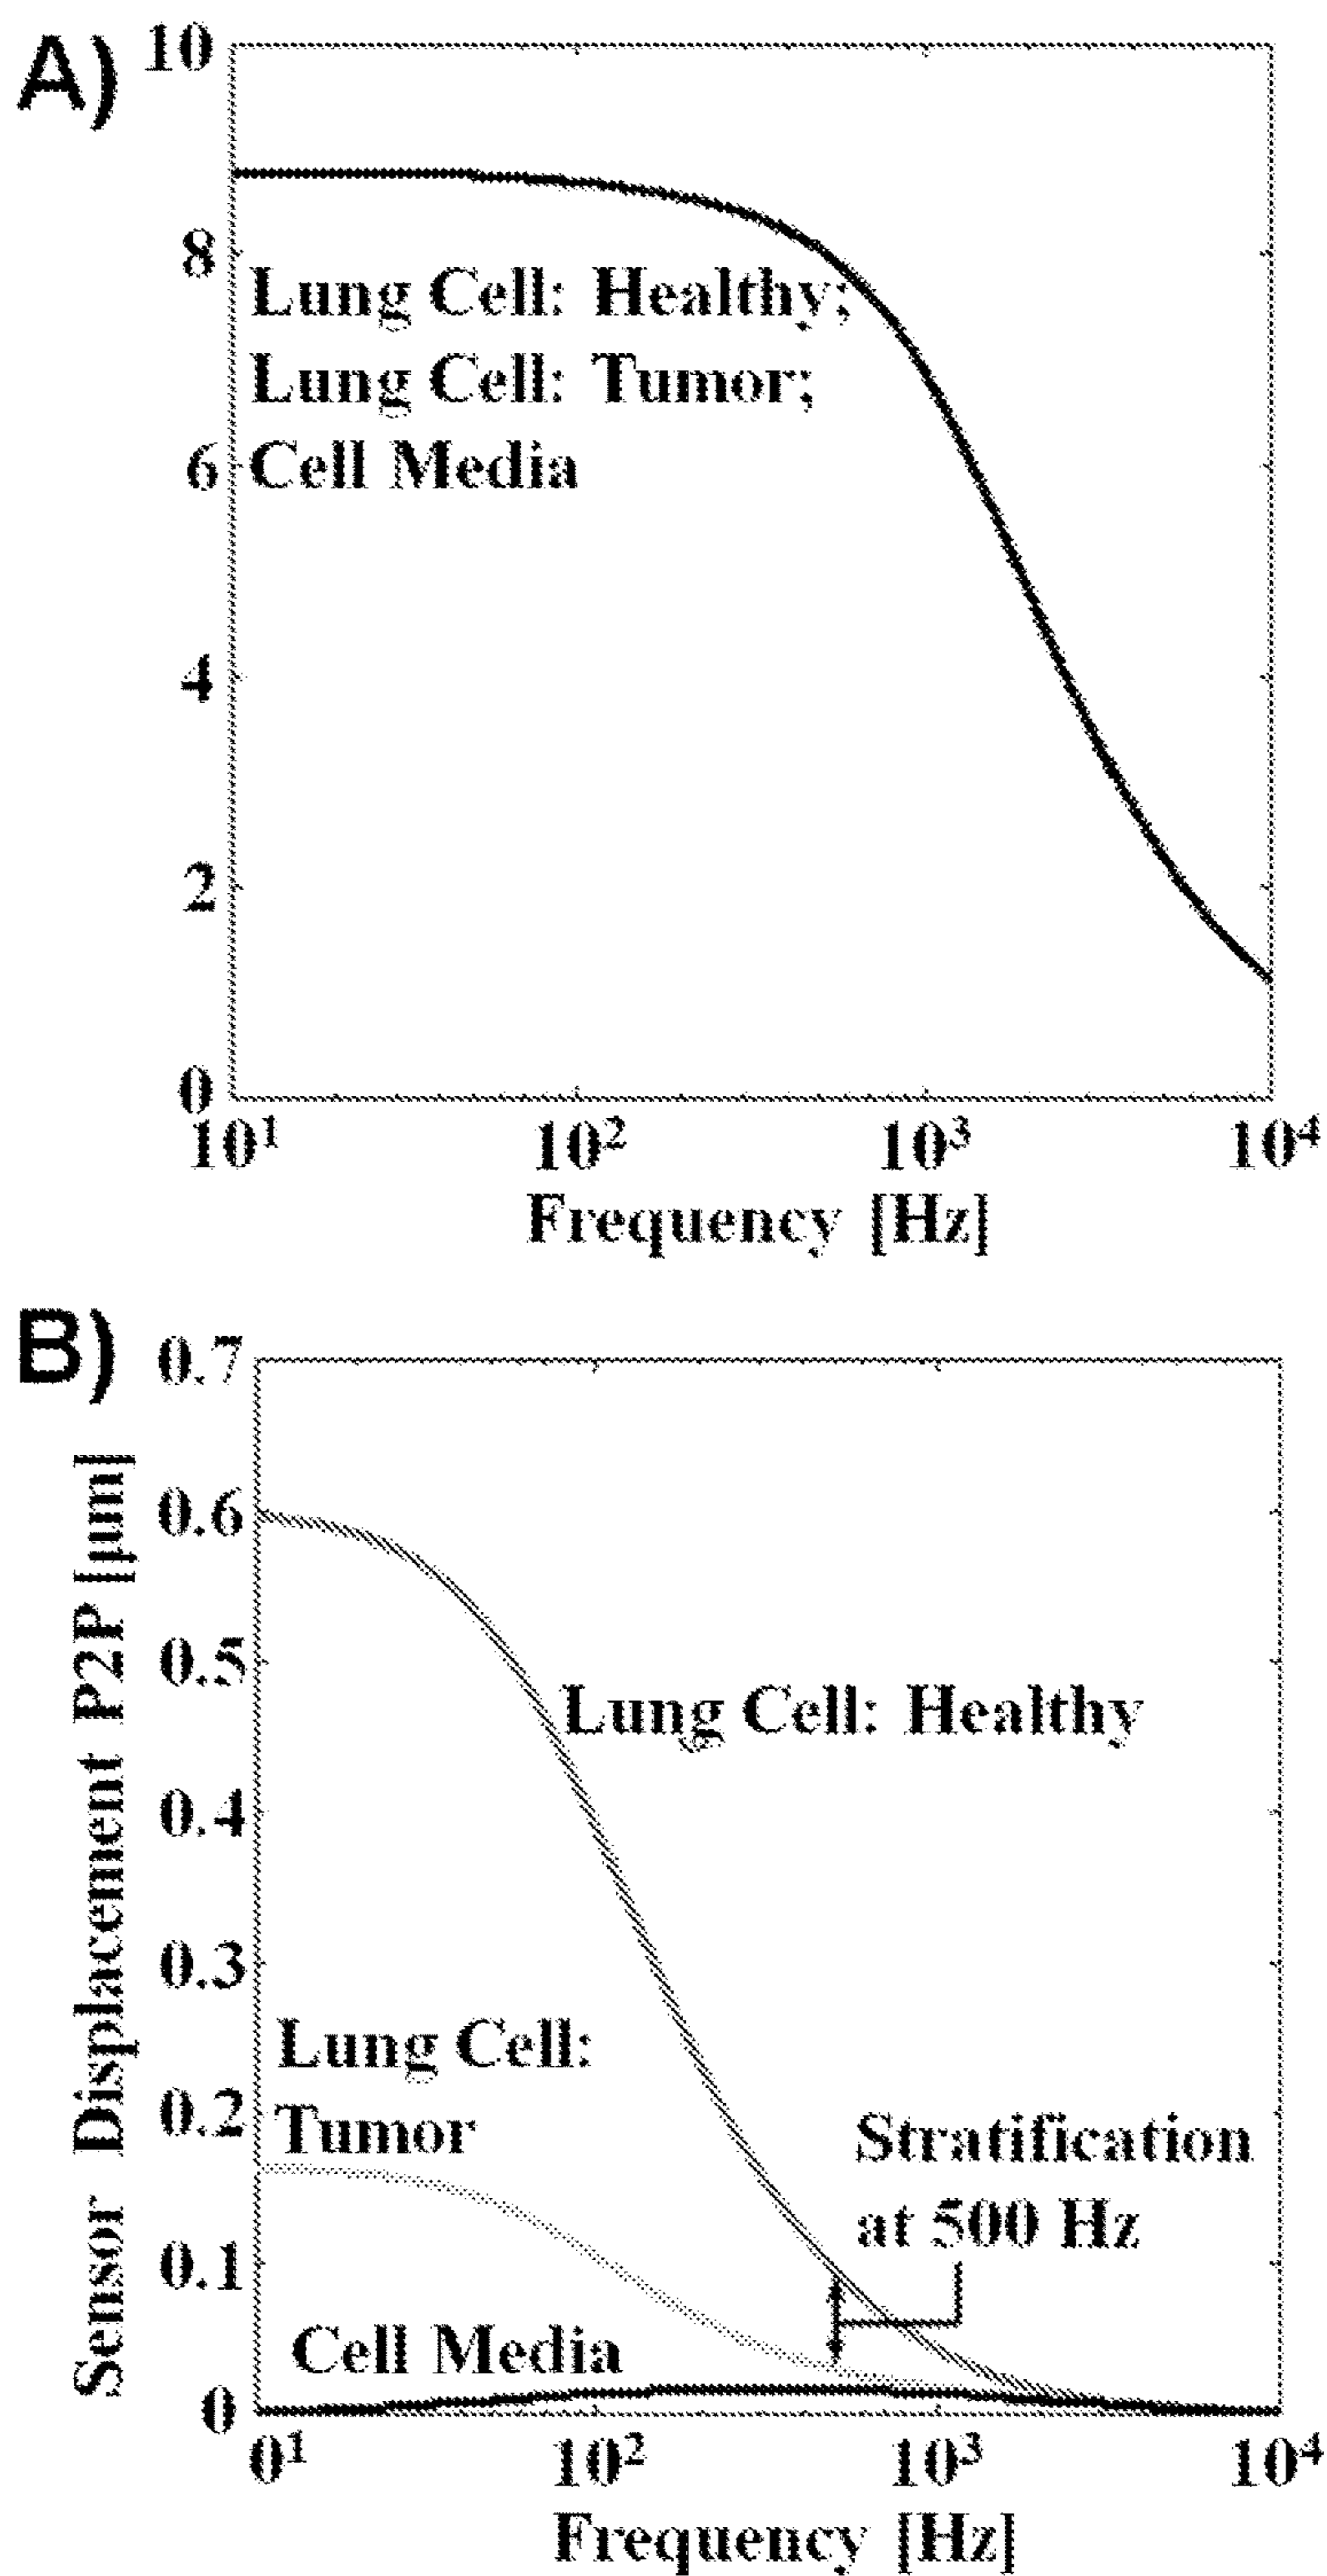 A)
10
8
Lung Cell: Healthy;
Lung Cell: Tumor;
6
Cell Media
4
2
0
10¹ 10² 10³ 10⁴
Frequency [Hz]
B)
Sensor Displacement P2P [µm]
0.7
0.6
0.5
Lung Cell: Healthy
0.4
0.3
Lung Cell:
Tumor
0.2
Stratification
at 500 Hz
0.1
Cell Media
0
0¹ 10² 10³ 10⁴
Frequency [Hz]